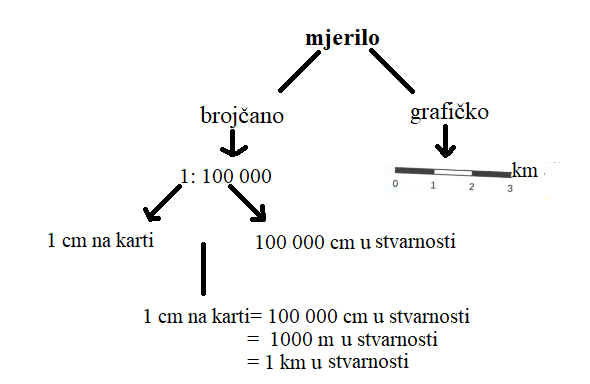 mjerilo
brojčano
grafičko
1: 100 000
km
0 1 2 3
1 cm na karti
100 000 cm u stvarnosti
1 cm na karti= 100 000 cm u stvarnosti
= 1000 m u stvarnosti
= 1 km u stvarnosti